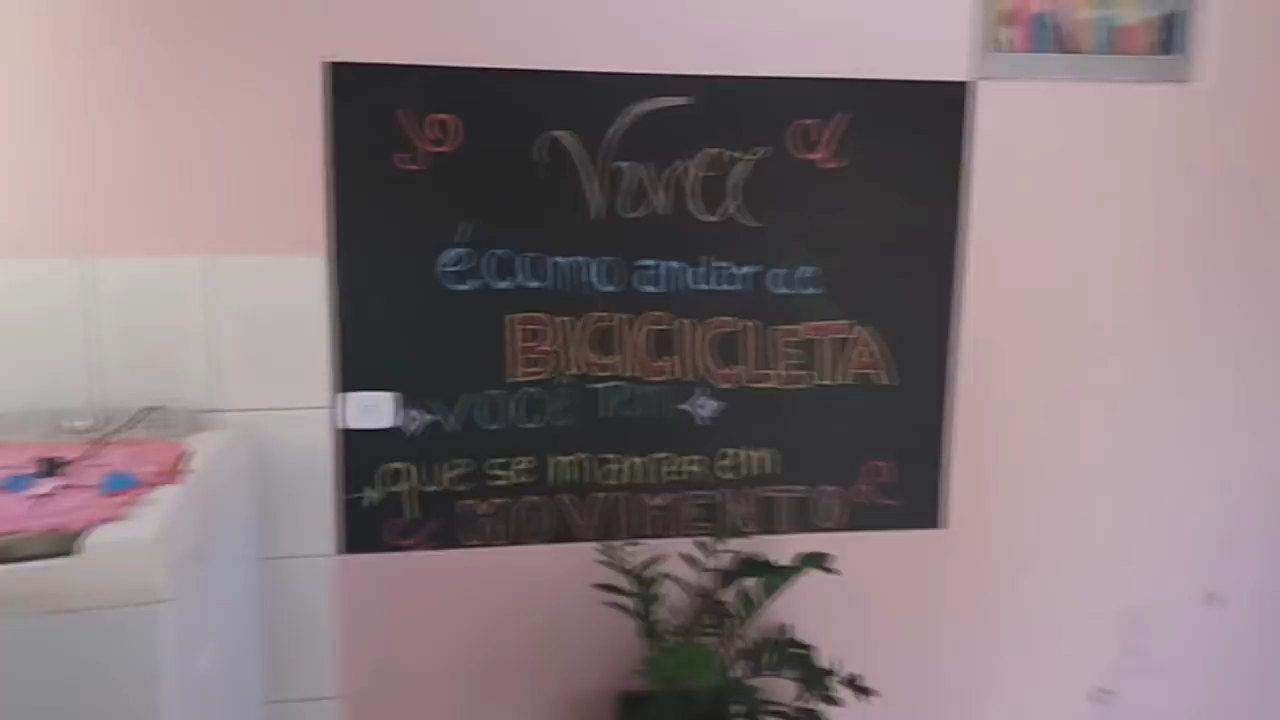 Viver
é como andar de
BICICLETA
VOCÊ TEM
que se manter em
MOVIMENTO